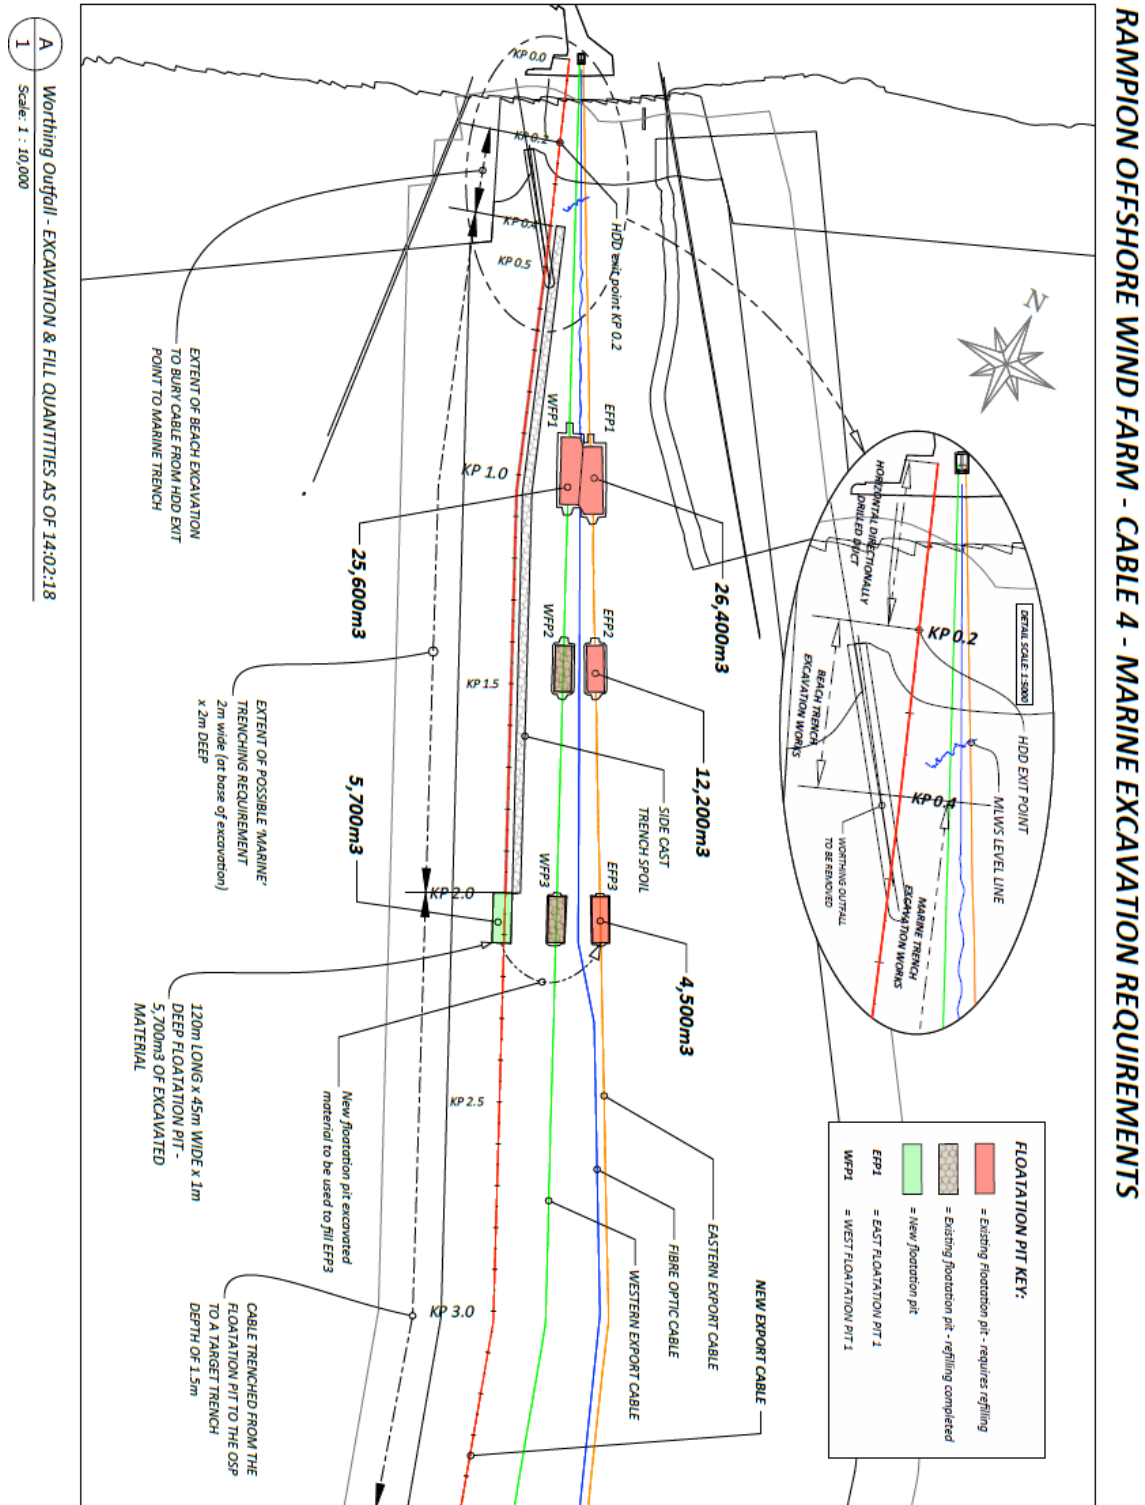 RAMPION OFFSHORE WIND FARM - CABLE 4 - MARINE EXCAVATION REQUIREMENTS
N
HORIZONTAL DIRECTIONALLY
DRILLED DUCT
DETAIL SCALE: 1:5000
KP 0.2
HDD EXIT POINT
MLWS LEVEL LINE
BEACH TRENCH
EXCAVATION WORKS
KP 0.4
WORTHING OUTFALL
TO BE REMOVED
MARINE TRENCH
EXCAVATION WORKS
FLOATATION PIT KEY:
= Existing Floatation pit - requires refilling
= Existing floatation pit - refilling completed
= New floatation pit
EFP1 = EAST FLOATATION PIT 1
WFP1 = WEST FLOATATION PIT 1
KP 0.0
KP 0.2
KP 0.4
KP 0.5
HDD exit point KP 0.2
EFP1
WFP1
KP 1.0
26,400m3
25,600m3
EFP2
WFP2
KP 1.5
12,200m3
SIDE CAST
TRENCH SPOIL
5,700m3
EFP3
WFP3
KP 2.0
4,500m3
KP 2.5
KP 3.0
EASTERN EXPORT CABLE
FIBRE OPTIC CABLE
WESTERN EXPORT CABLE
NEW EXPORT CABLE
EXTENT OF BEACH EXCAVATION
TO BURY CABLE FROM HDD EXIT
POINT TO MARINE TRENCH
EXTENT OF POSSIBLE 'MARINE'
TRENCHING REQUIREMENT
2m wide (at base of excavation)
x 2m DEEP
120m LONG x 45m WIDE x 1m
DEEP FLOATATION PIT -
5,700m3 OF EXCAVATED
MATERIAL
New floatation pit excavated
material to be used to fill EFP3
CABLE TRENCHED FROM THE
FLOATATION PIT TO THE OSP
TO A TARGET TRENCH
DEPTH OF 1.5m
A
1
Worthing Outfall - EXCAVATION & FILL QUANTITIES AS OF 14:02:18
Scale: 1 : 10,000